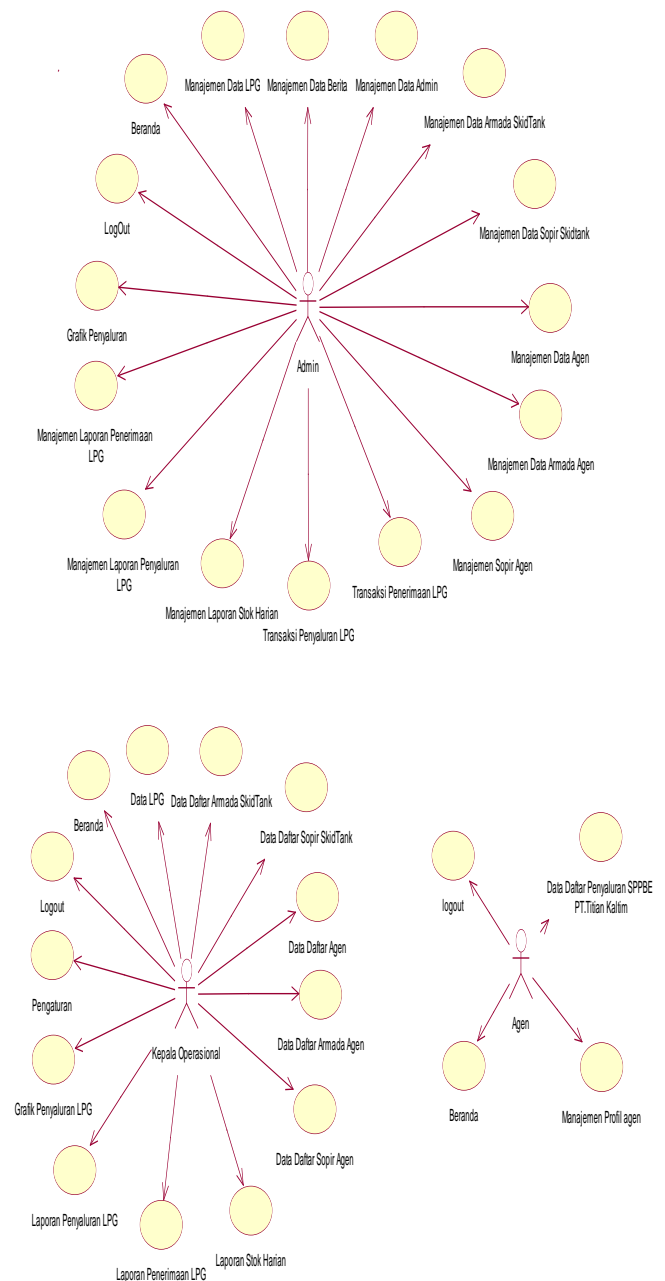 Manajemen Data LPG
Manajemen Data Berita
Manajemen Data Admin
Manajemen Data Armada SkidTank
Beranda
LogOut
Manajemen Data Sopir Skidtank
Grafik Penyaluran
Manajemen Data Agen
Admin
Manajemen Laporan Penerimaan
LPG
Manajemen Data Armada Agen
Manajemen Laporan Penyaluran
LPG
Manajemen Sopir Agen
Manajemen Laporan Stok Harian
Transaksi Penerimaan LPG
Transaksi Penyaluran LPG
Data LPG
Data Daftar Armada SkidTank
Beranda
Data Daftar Sopir SkidTank
Logout
Data Daftar Agen
Pengaturan
Data Daftar Armada Agen
Kepala Operasional
Grafik Penyaluran LPG
Data Daftar Sopir Agen
Laporan Penyaluran LPG
Laporan Penerimaan LPG
Laporan Stok Harian
logout
Data Daftar Penyaluran SPPBE
PT.Titian Kaltim
Agen
Beranda
Manajemen Profil agen